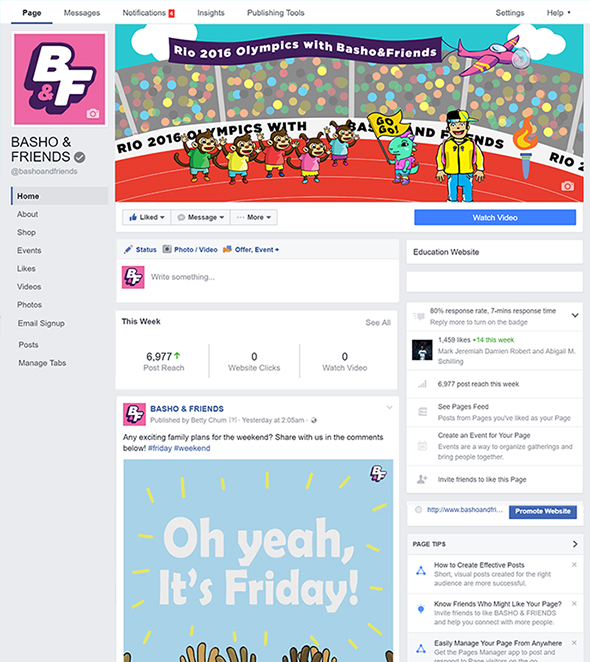 Page Messages Notifications 4 Insights Publishing Tools Settings Help
B&F
Rio 2016 Olympics with Basho&Friends
GO GO!
RIO 2016 OLYMPICS WITH BASHO AND FRIENDS RIO 2
BASHO &
FRIENDS
@bashoandfriends
Home
About
Shop
Events
Likes
Videos
Photos
Email Signup
Posts
Manage Tabs
Liked Message More
Watch Video
Status Photo / Video Offer, Event +
B&F
Write something...
This Week See All
6,977 0 0
Post Reach Website Clicks Watch Video
B&F
BASHO & FRIENDS
Published by Betty Chum [?] · Yesterday at 2:05am ·
Any exciting family plans for the weekend? Share with us in the comments
below! #friday #weekend
B&F
Oh yeah,
It's Friday!
Education Website
80% response rate, 7-mins response time
Reply more to turn on the badge
1,459 likes +14 this week
Mark Jeremiah Damien Robert and Abigail M.
Schilling
6,977 post reach this week
See Pages Feed
Posts from Pages you've liked as your Page
Create an Event for Your Page
Events are a way to organize gatherings and
bring people together.
Invite friends to like this Page
http://www.bashoandfri... Promote Website
PAGE TIPS
How to Create Effective Posts
Short, visual posts created for the right
audience are more successful.
Know Friends Who Might Like Your Page?
Invite friends to like BASHO & FRIENDS
and help you connect with more people.
Easily Manage Your Page From Anywhere
Get the Pages Manager app to post and
respond to Page visitors on the go.